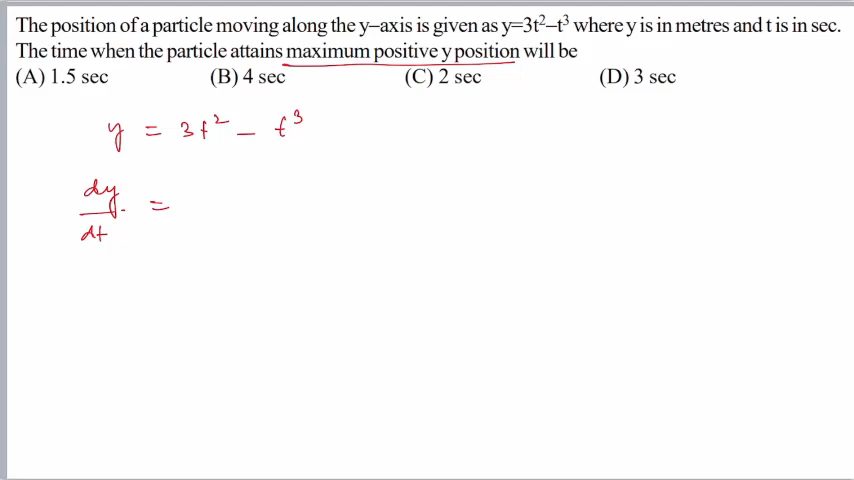 The position of a particle moving along the y–axis is given as y=3t²–t³ where y is in metres and t is in sec.
The time when the particle attains maximum positive y position will be
(A) 1.5 sec (B) 4 sec (C) 2 sec (D) 3 sec
y = 3t² – t³
dy/dt =